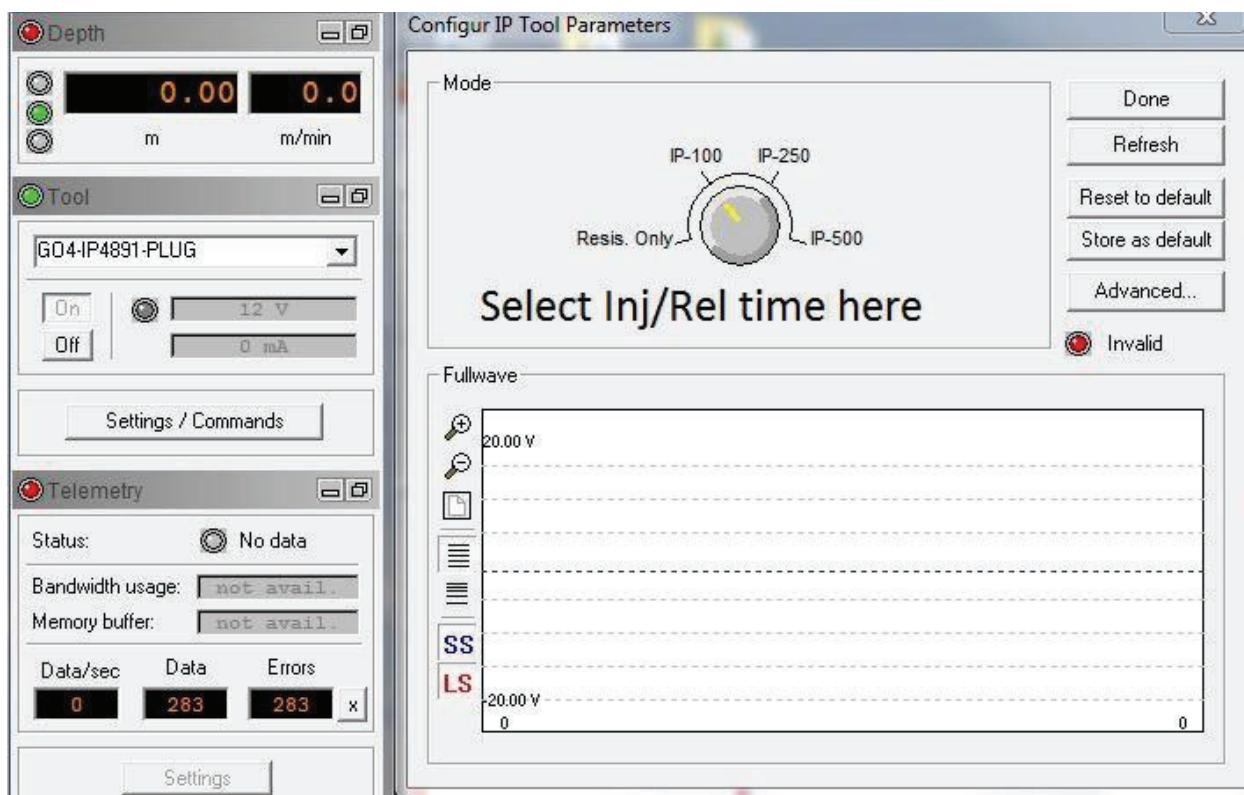 Depth
0.00 0.0
m m/min
Tool
GO4-IP4891-PLUG
On 12 V
Off 0 mA
Settings / Commands
Telemetry
Status: No data
Bandwidth usage: not avail.
Memory buffer: not avail.
Data/sec Data Errors
0 283 283 x
Settings
Configur IP Tool Parameters
Mode
IP-100 IP-250
Resis. Only IP-500
Select Inj/Rel time here
Done
Refresh
Reset to default
Store as default
Advanced...
Invalid
Fullwave
20.00 V
SS
LS
-20.00 V
0 0